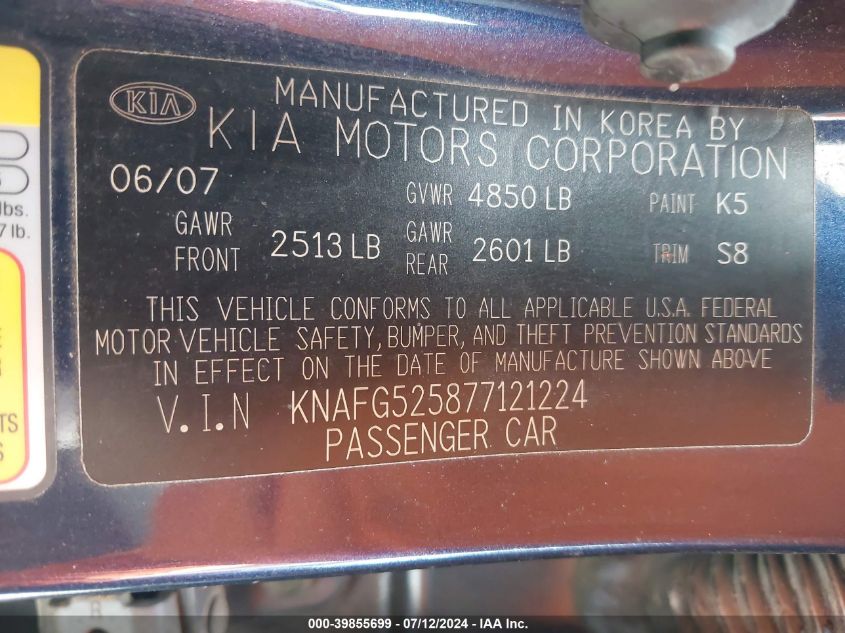 KIA
MANUFACTURED IN KOREA BY
KIA MOTORS CORPORATION
06/07 GVWR 4850 LB PAINT K5
GAWR FRONT 2513 LB GAWR REAR 2601 LB TRIM S8
THIS VEHICLE CONFORMS TO ALL APPLICABLE U.S.A. FEDERAL
MOTOR VEHICLE SAFETY, BUMPER, AND THEFT PREVENTION STANDARDS
IN EFFECT ON THE DATE OF MANUFACTURE SHOWN ABOVE
V.I.N KNAFG525877121224
PASSENGER CAR
lbs.
7 lb.
000-39855699 - 07/12/2024 - IAA Inc.